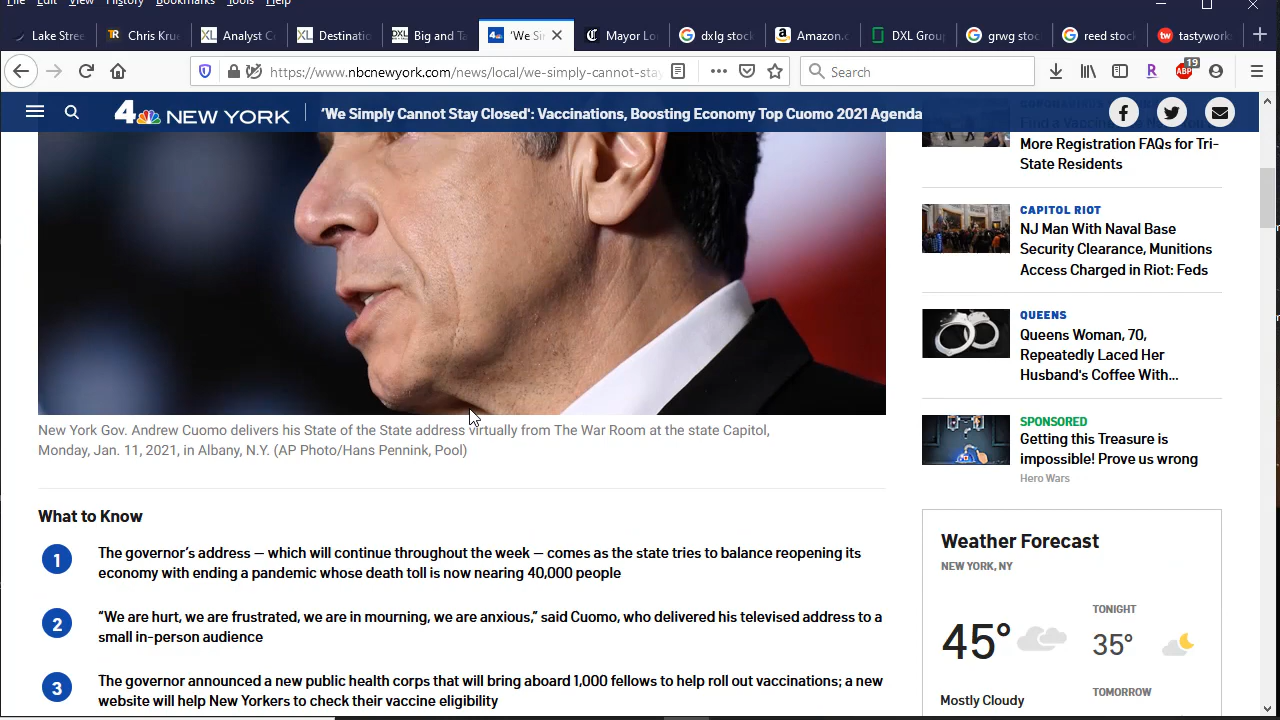 File Edit View History Bookmarks Tools Help
Lake Stre
Chris Krue
Analyst C
Destinatio
Big and Ta
'We Sim
Mayor Lo
dxlg stock
Amazon.c
DXL Grou
grwg stoc
reed stock
tastywork
https://www.nbcnewyork.com/news/local/we-simply-cannot-stay
Search
19
4 NEW YORK
'We Simply Cannot Stay Closed': Vaccinations, Boosting Economy Top Cuomo 2021 Agenda
New York Gov. Andrew Cuomo delivers his State of the State address virtually from The War Room at the state Capitol,
Monday, Jan. 11, 2021, in Albany, N.Y. (AP Photo/Hans Pennink, Pool)
What to Know
1
The governor's address — which will continue throughout the week — comes as the state tries to balance reopening its
economy with ending a pandemic whose death toll is now nearing 40,000 people
2
“We are hurt, we are frustrated, we are in mourning, we are anxious,” said Cuomo, who delivered his televised address to a
small in-person audience
3
The governor announced a new public health corps that will bring aboard 1,000 fellows to help roll out vaccinations; a new
website will help New Yorkers to check their vaccine eligibility
More Registration FAQs for Tri-
State Residents
CAPITOL RIOT
NJ Man With Naval Base
Security Clearance, Munitions
Access Charged in Riot: Feds
QUEENS
Queens Woman, 70,
Repeatedly Laced Her
Husband's Coffee With...
SPONSORED
Getting this Treasure is
impossible! Prove us wrong
Hero Wars
Weather Forecast
NEW YORK, NY
45°
Mostly Cloudy
TONIGHT
35°
TOMORROW